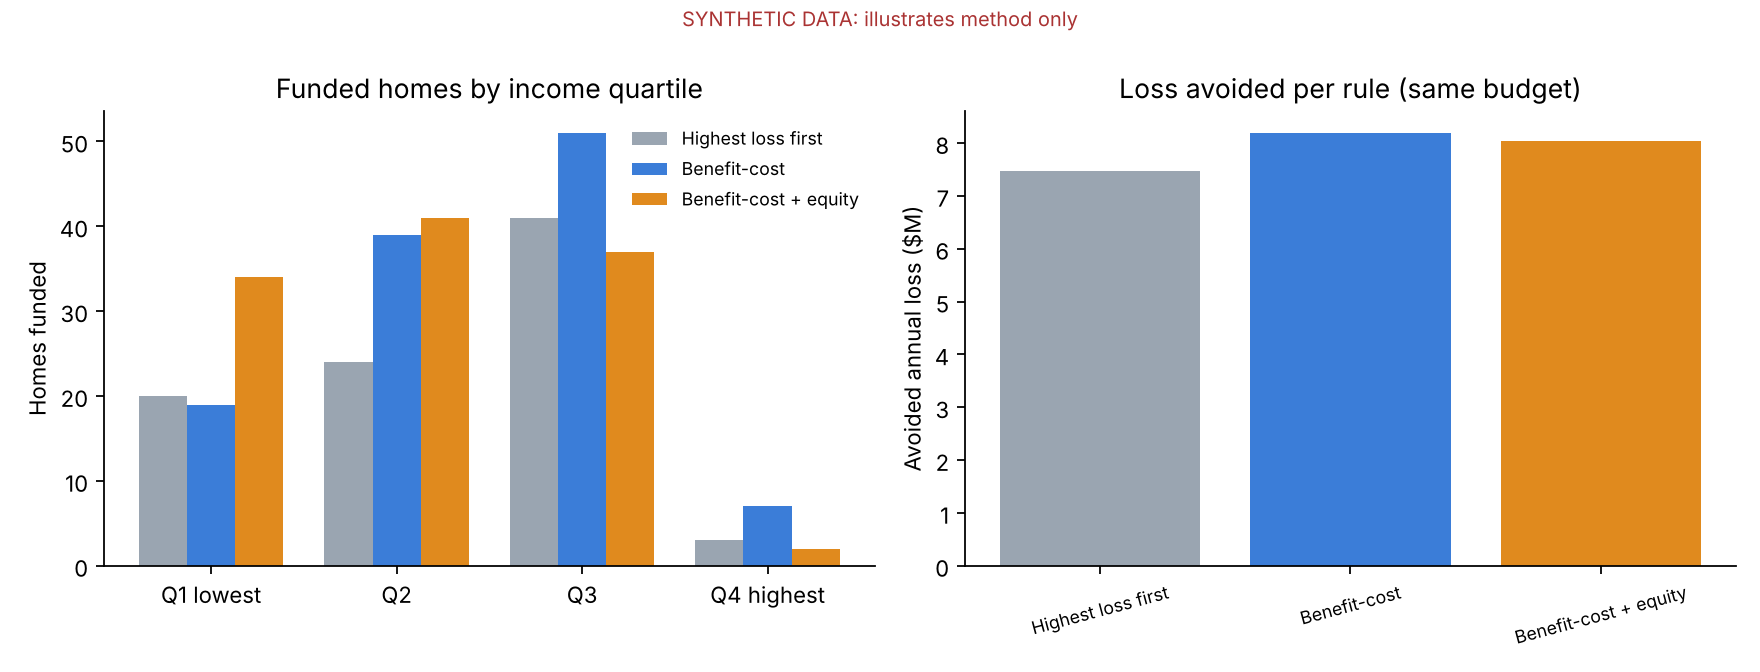 SYNTHETIC DATA: illustrates method only
Funded homes by income quartile
Homes funded
50
40
30
20
10
0
Highest loss first
Benefit-cost
Benefit-cost + equity
Q1 lowest
Q2
Q3
Q4 highest
Loss avoided per rule (same budget)
Avoided annual loss ($M)
8
7
6
5
4
3
2
1
0
Highest loss first
Benefit-cost
Benefit-cost + equity